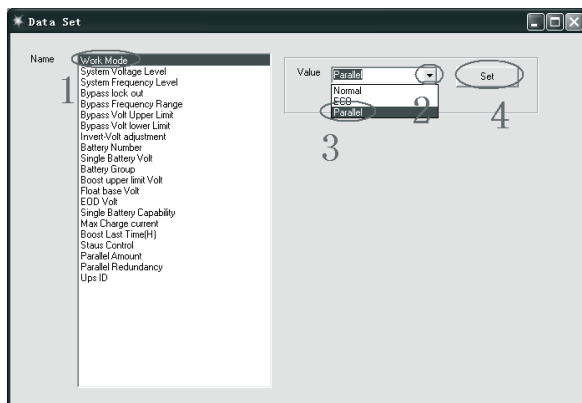 Data Set
Name
Work Mode
System Voltage Level
System Frequency Level
Bypass lock out
Bypass Frequency Range
Bypass Volt Upper Limit
Bypass Volt lower Limit
Invert-Volt adjustment
Battery Number
Single Battery Volt
Battery Group
Boost upper limit Volt
Float base Volt
EOD Volt
Single Battery Capability
Max Charge current
Boost Last Time(H)
Staus Control
Parallel Amount
Parallel Redundancy
Ups ID
1
Value
Parallel
Normal
ECO
Parallel
2
3
Set
4